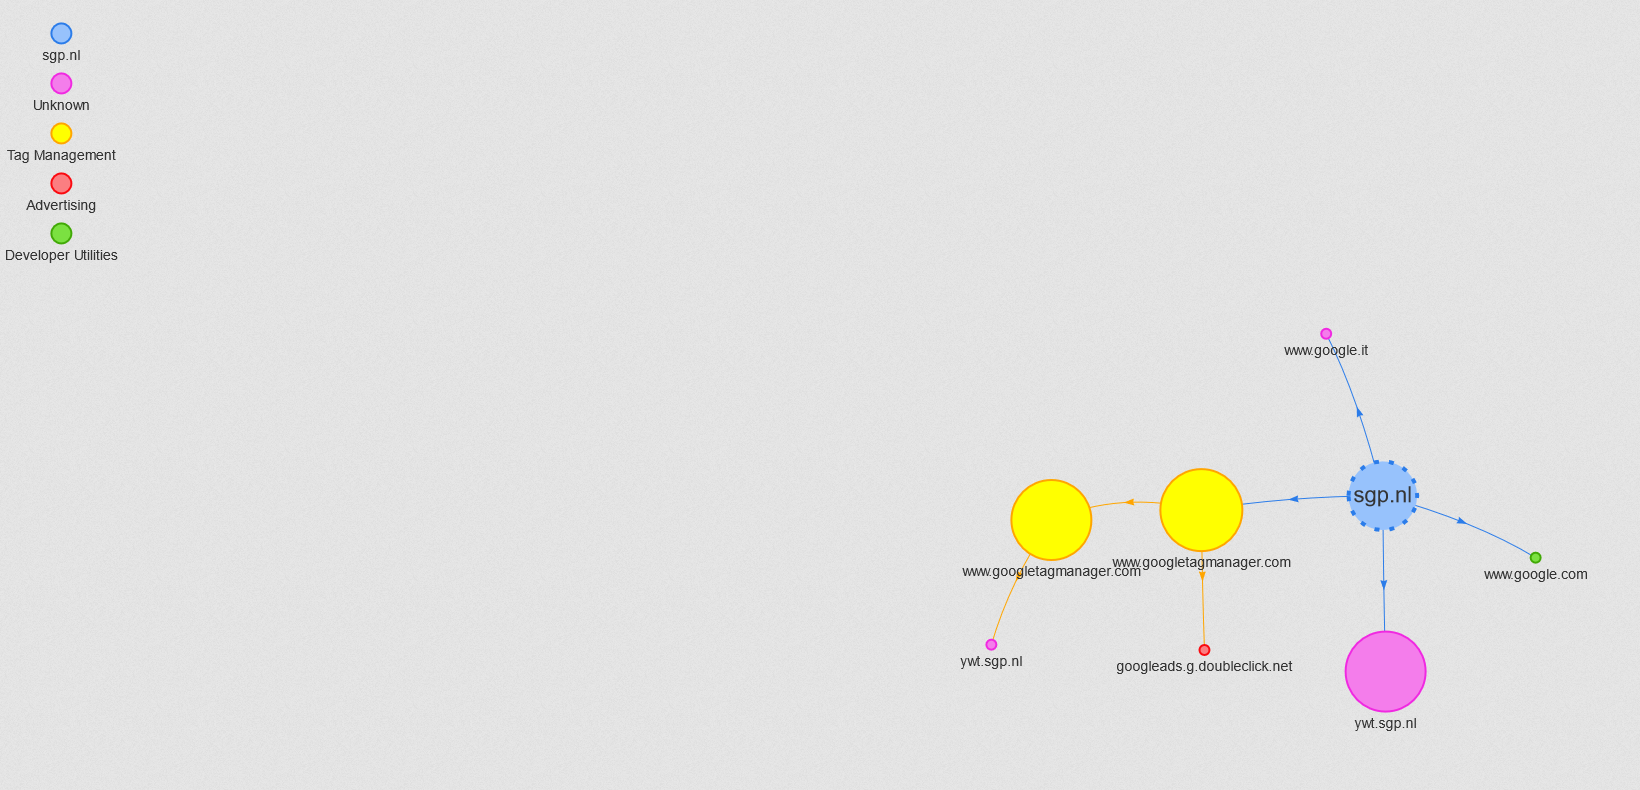 sgp.nl
Unknown
Tag Management
Advertising
Developer Utilities
www.google.it
sgp.nl
www.googletagmanager.com
www.googletagmanager.com
www.google.com
ywt.sgp.nl
googleads.g.doubleclick.net
ywt.sgp.nl